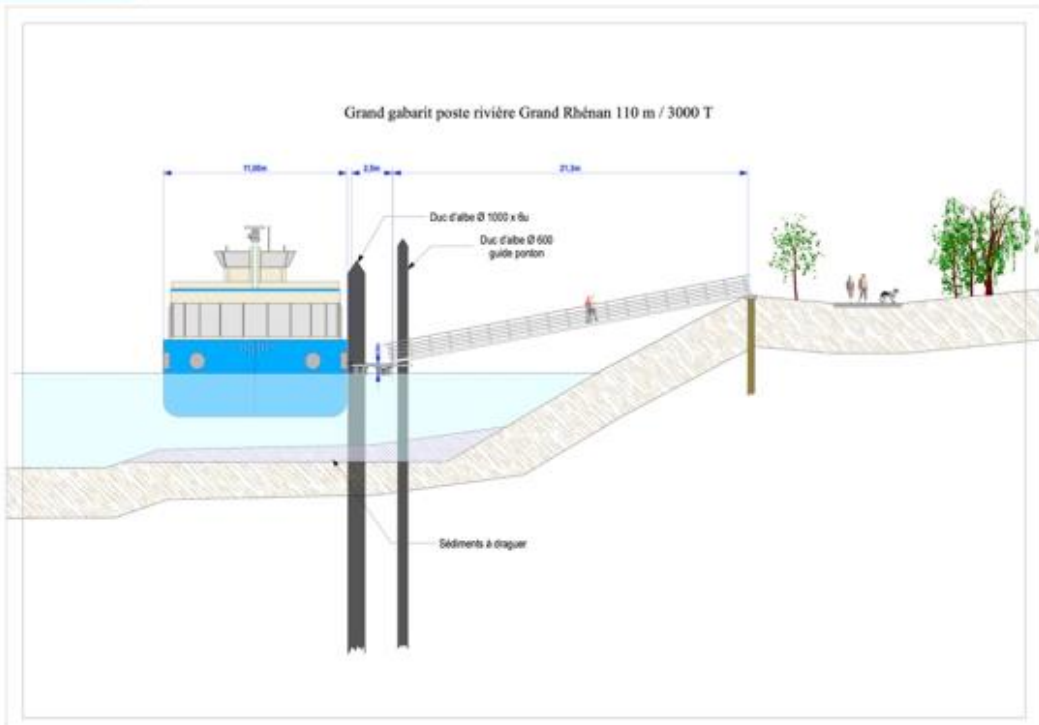 Grand gabarit poste rivière Grand Rhénan 110 m / 3000 T
11,00m
2,5m
21,3m
Duc d'albe Ø 1000 x 6u
Duc d'albe Ø 600
guide ponton
Sédiments à draguer